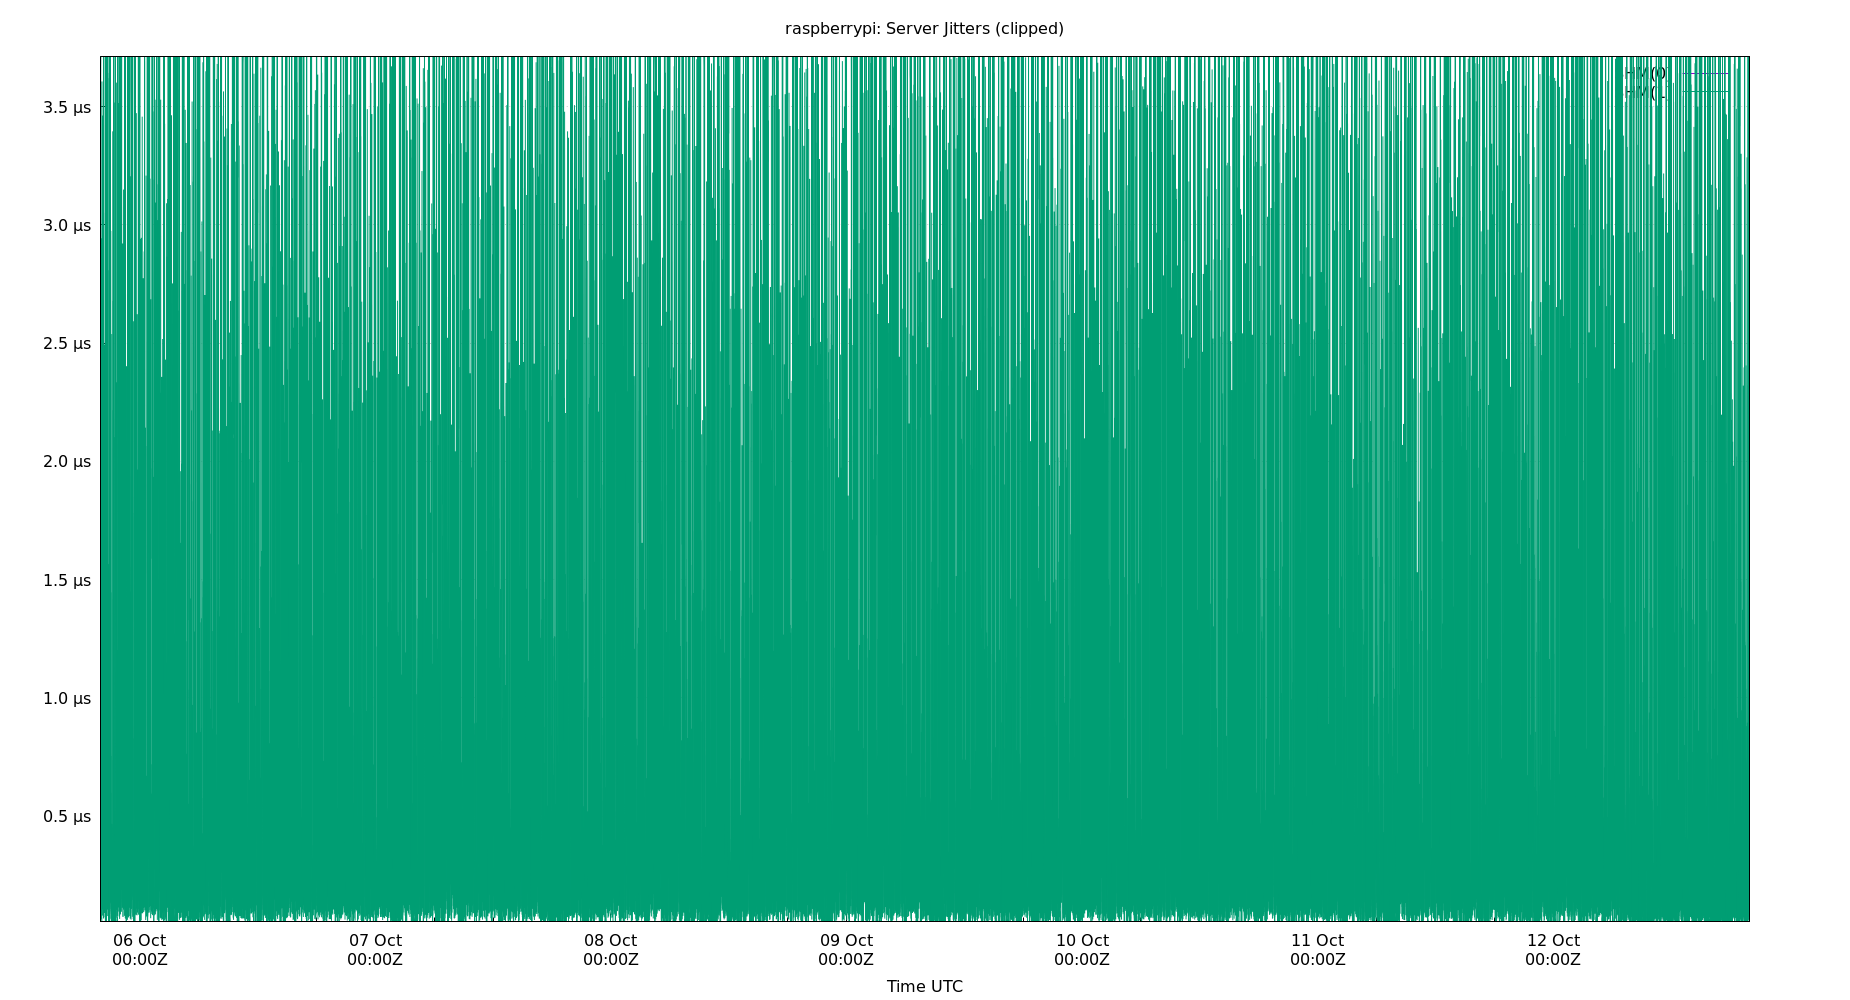 raspberrypi: Server Jitters (clipped)
3.5 µs
3.0 µs
2.5 µs
2.0 µs
1.5 µs
1.0 µs
0.5 µs
06 Oct 07 Oct 08 Oct 09 Oct 10 Oct 11 Oct 12 Oct
00:00Z 00:00Z 00:00Z 00:00Z 00:00Z 00:00Z 00:00Z
Time UTC